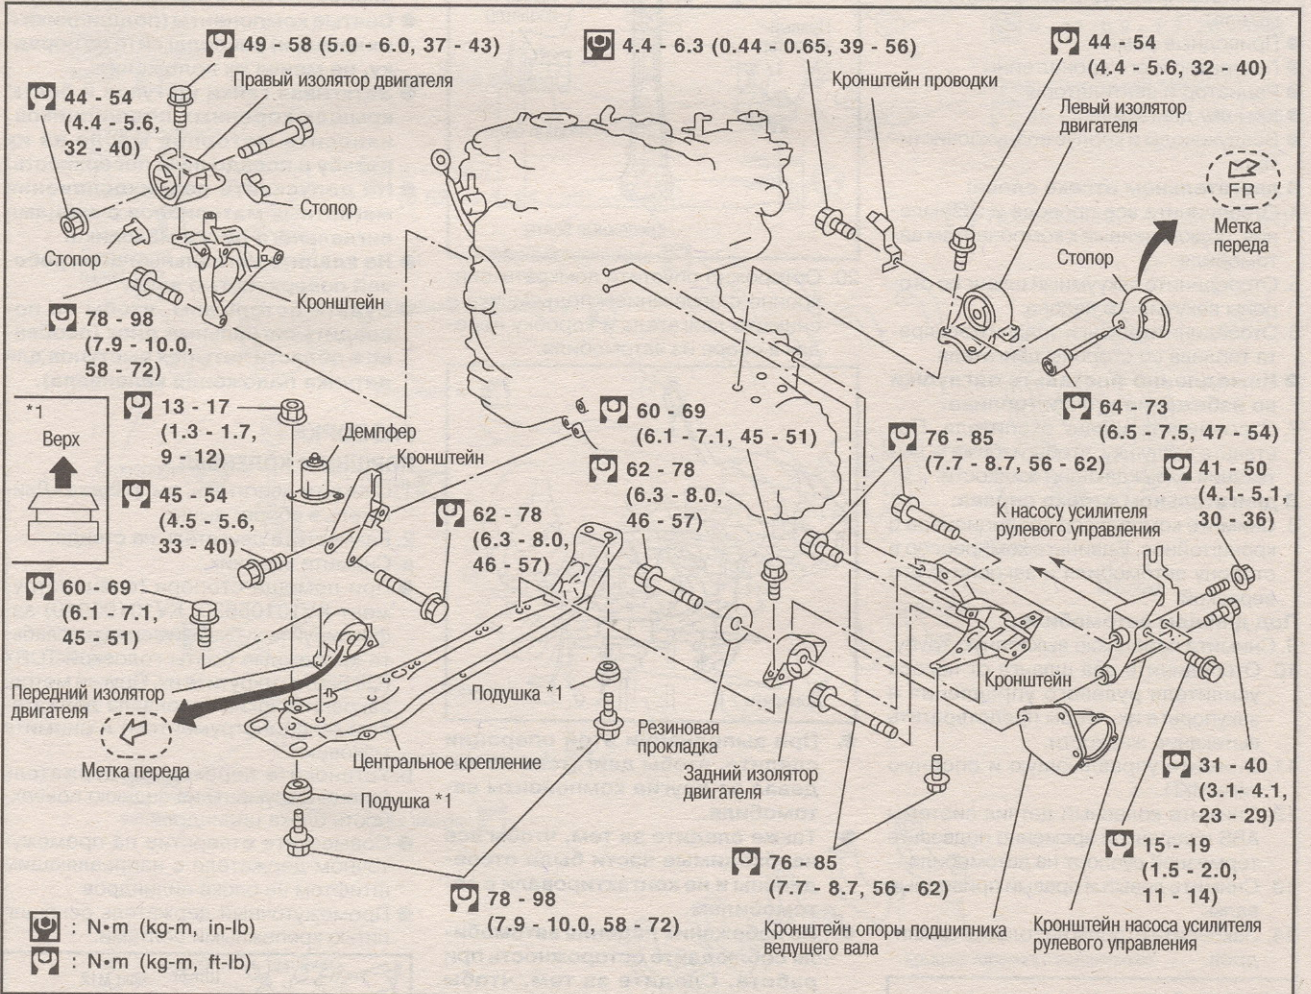 49 - 58 (5.0 - 6.0, 37 - 43)
Правый изолятор двигателя
44 - 54
(4.4 - 5.6,
32 - 40)
Стопор
Стопор
Кронштейн
78 - 98
(7.9 - 10.0,
58 - 72)
4.4 - 6.3 (0.44 - 0.65, 39 - 56)
Кронштейн проводки
44 - 54
(4.4 - 5.6, 32 - 40)
Левый изолятор
двигателя
FR
Метка
переда
Стопор
64 - 73
(6.5 - 7.5, 47 - 54)
*1
Верх
13 - 17
(1.3 - 1.7,
9 - 12)
Демпфер
Кронштейн
45 - 54
(4.5 - 5.6,
33 - 40)
60 - 69
(6.1 - 7.1,
45 - 51)
62 - 78
(6.3 - 8.0,
46 - 57)
60 - 69
(6.1 - 7.1, 45 - 51)
62 - 78
(6.3 - 8.0,
46 - 57)
76 - 85
(7.7 - 8.7, 56 - 62)
41 - 50
(4.1- 5.1,
30 - 36)
К насосу усилителя
рулевого управления
Передний изолятор
двигателя
Метка переда
Подушка *1
Центральное крепление
Подушка *1
Резиновая
прокладка
Задний изолятор
двигателя
Кронштейн
31 - 40
(3.1- 4.1,
23 - 29)
15 - 19
(1.5 - 2.0,
11 - 14)
76 - 85
(7.7 - 8.7, 56 - 62)
78 - 98
(7.9 - 10.0, 58 - 72)
Кронштейн опоры подшипника
ведущего вала
Кронштейн насоса усилителя
рулевого управления
: N•m (kg-m, in-lb)
: N•m (kg-m, ft-lb)